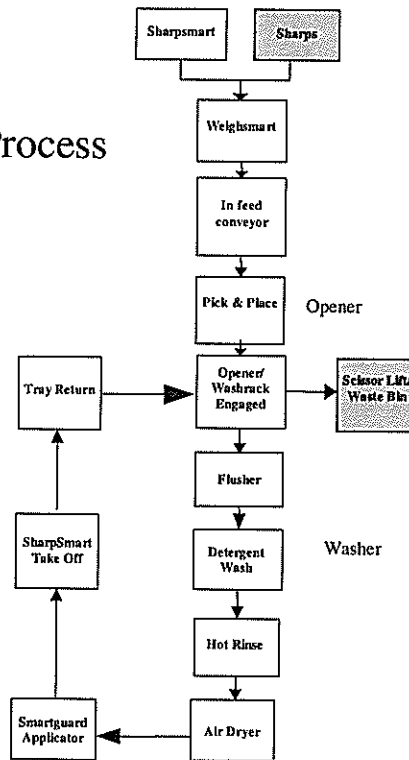 Sharpsmart
Sharps
Weighsmart
Process
In feed
conveyor
Pick & Place
Opener
Opener/
Washrack
Engaged
Tray Return
Scissor Lift/
Waste Bin
Flusher
SharpSmart
Take Off
Detergent
Wash
Washer
Hot Rinse
Smartguard
Applicator
Air Dryer